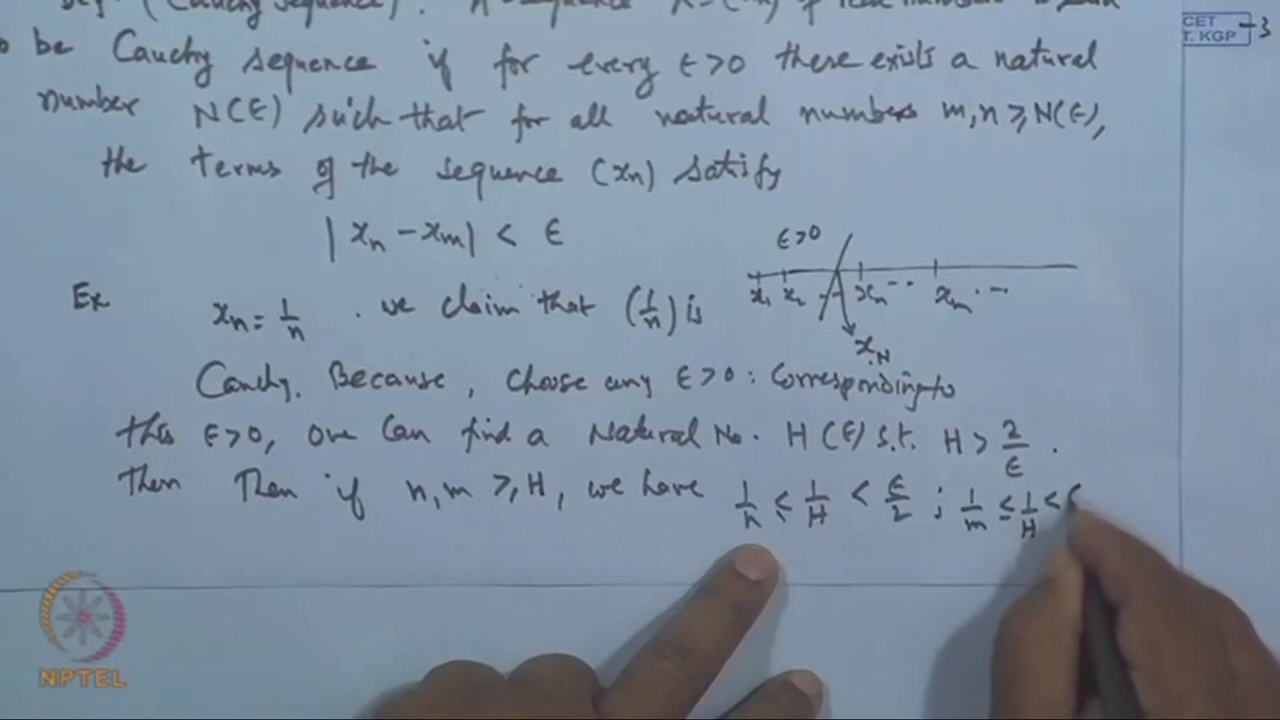 (Cauchy sequence).
CET
T. KGP
-3
be Cauchy sequence if for every ϵ>0 there exists a natural
number N(ϵ) such that for all natural numbers m,n ≥ N(ϵ),
the terms of the sequence (xn) satisfy
|xn - xm| < ϵ
ϵ>0
x1 x2 -- xn -- xm . --
xN
Ex xn = 1/n . we claim that (1/n) is
Cauchy. Because, choose any ϵ>0 : Corresponding to
this ϵ>0, One Can find a Natural No. H(ϵ) s.t. H > 2/ϵ .
Then Then if n,m ≥ H, we have 1/n ≤ 1/H < ϵ/2 ; 1/m ≤ 1/H <
NPTEL